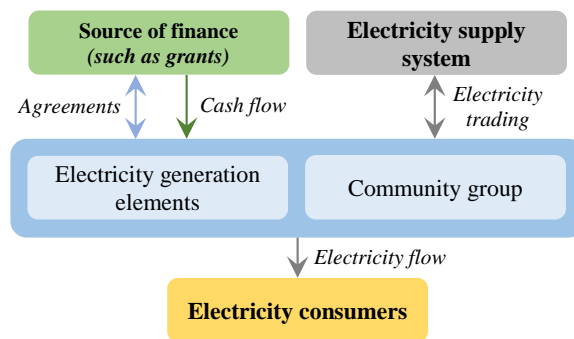 Source of finance
(such as grants)
Electricity supply
system
Agreements
Cash flow
Electricity
trading
Electricity generation
elements
Community group
Electricity flow
Electricity consumers